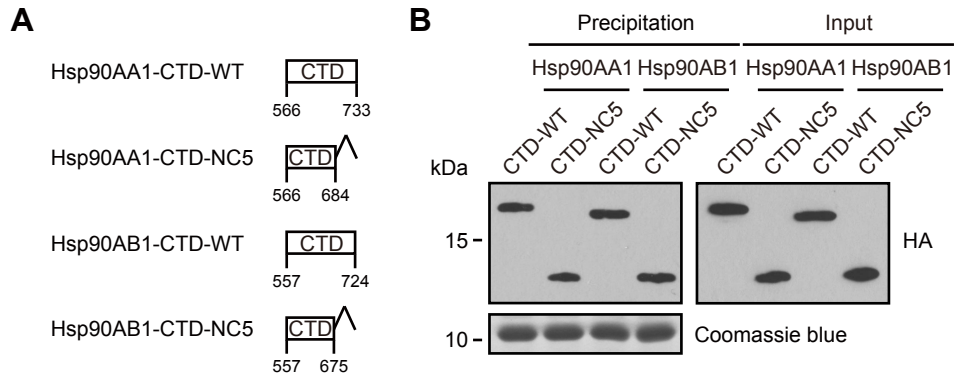 A
Hsp90AA1-CTD-WT
CTD
566 733
Hsp90AA1-CTD-NC5
CTD
566 684
Hsp90AB1-CTD-WT
CTD
557 724
Hsp90AB1-CTD-NC5
CTD
557 675
B
Precipitation Input
Hsp90AA1 Hsp90AB1 Hsp90AA1 Hsp90AB1
CTD-WT CTD-NC5 CTD-WT CTD-NC5 CTD-WT CTD-NC5 CTD-WT CTD-NC5
kDa
15
HA
10
Coomassie blue